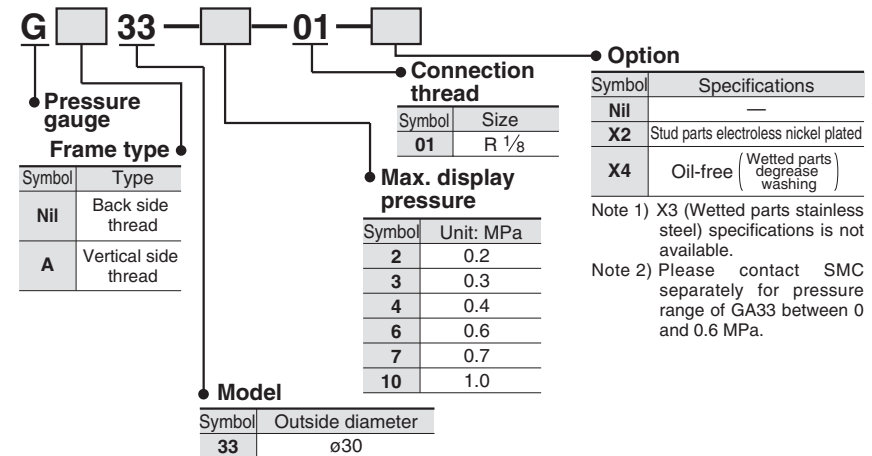 G 33 — — 01 —
Pressure
gauge
Frame type
Symbol Type
Nil Back side
thread
A Vertical side
thread
Model
Symbol Outside diameter
33 ø30
Connection
thread
Symbol Size
01 R 1/8
Max. display
pressure
Symbol Unit: MPa
2 0.2
3 0.3
4 0.4
6 0.6
7 0.7
10 1.0
Option
Symbol Specifications
Nil —
X2 Stud parts electroless nickel plated
X4 Oil-free (Wetted parts
degrease
washing)
Note 1) X3 (Wetted parts stainless
steel) specifications is not
available.
Note 2) Please contact SMC
separately for pressure
range of GA33 between 0
and 0.6 MPa.